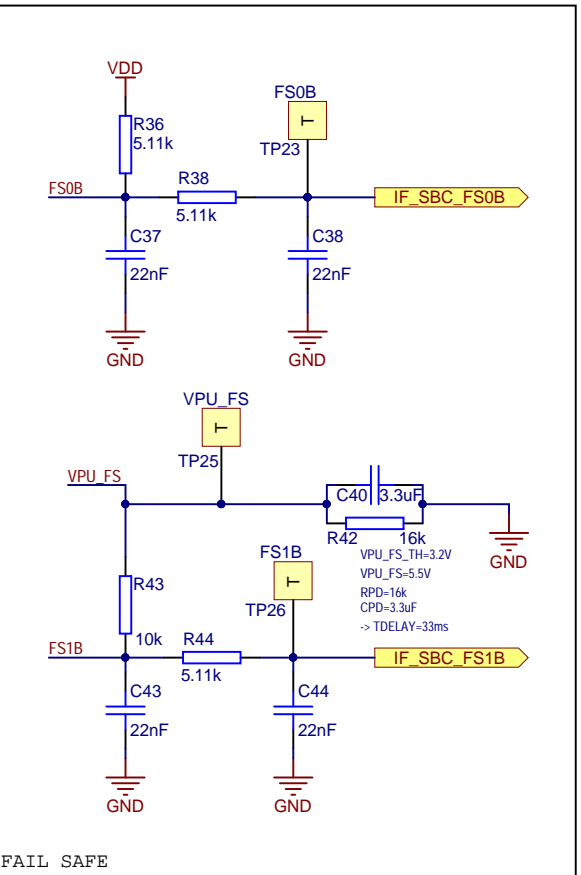 VDD
R36
5.11k
FS0B
T
TP23
FS0B
R38
5.11k
IF_SBC_FS0B
C37
22nF
C38
22nF
GND
GND
VPU_FS
T
TP25
VPU_FS
C40
3.3uF
R42
16k
GND
VPU_FS_TH=3.2V
VPU_FS=5.5V
RPD=16k
CPD=3.3uF
-> TDELAY=33ms
R43
10k
FS1B
T
TP26
FS1B
R44
5.11k
IF_SBC_FS1B
C43
22nF
C44
22nF
GND
GND
FAIL SAFE